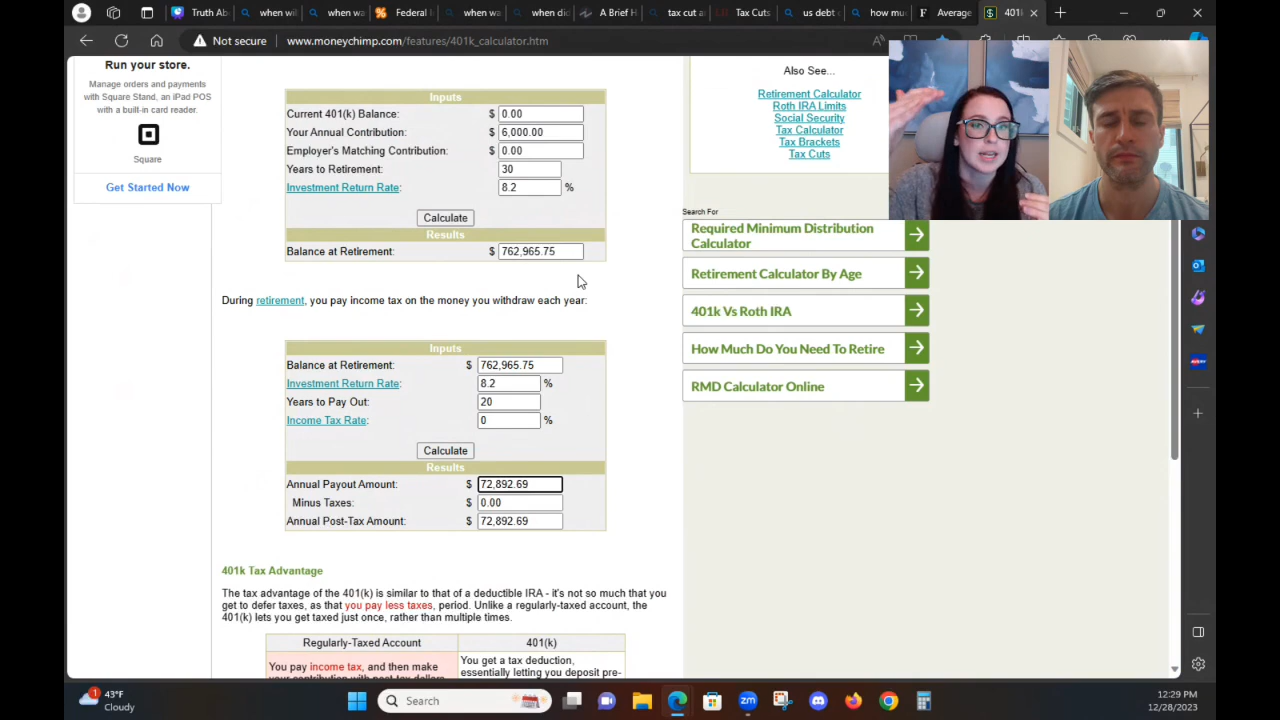 Truth Ab
when wil
when wa
Federal I
when wa
when did
A Brief H
tax cut a
Tax Cuts
us debt
how mu
Average
401
Not secure
www.moneychimp.com/features/401k_calculator.htm
Run your store.
Manage orders and payments
with Square Stand, an iPad POS
with a built-in card reader.
Square
Get Started Now
Inputs
Current 401(k) Balance: $ 0.00
Your Annual Contribution: $ 6,000.00
Employer's Matching Contribution: $ 0.00
Years to Retirement: 30
Investment Return Rate: 8.2 %
Calculate
Results
Balance at Retirement: $ 762,965.75
During retirement, you pay income tax on the money you withdraw each year:
Inputs
Balance at Retirement: $ 762,965.75
Investment Return Rate: 8.2 %
Years to Pay Out: 20
Income Tax Rate: 0 %
Calculate
Results
Annual Payout Amount: $ 72,892.69
Minus Taxes: $ 0.00
Annual Post-Tax Amount: $ 72,892.69
401k Tax Advantage
The tax advantage of the 401(k) is similar to that of a deductible IRA - it's not so much that you
get to defer taxes, as that you pay less taxes, period. Unlike a regularly-taxed account, the
401(k) lets you get taxed just once, rather than multiple times.
Regularly-Taxed Account
401(k)
You pay income tax, and then make
You get a tax deduction,
essentially letting you deposit pre-
Also See...
Retirement Calculator
Roth IRA Limits
Social Security
Tax Calculator
Tax Brackets
Tax Cuts
Search For
Required Minimum Distribution
Calculator
Retirement Calculator By Age
401k Vs Roth IRA
How Much Do You Need To Retire
RMD Calculator Online
1
43°F
Cloudy
Search
12:29 PM
12/28/2023